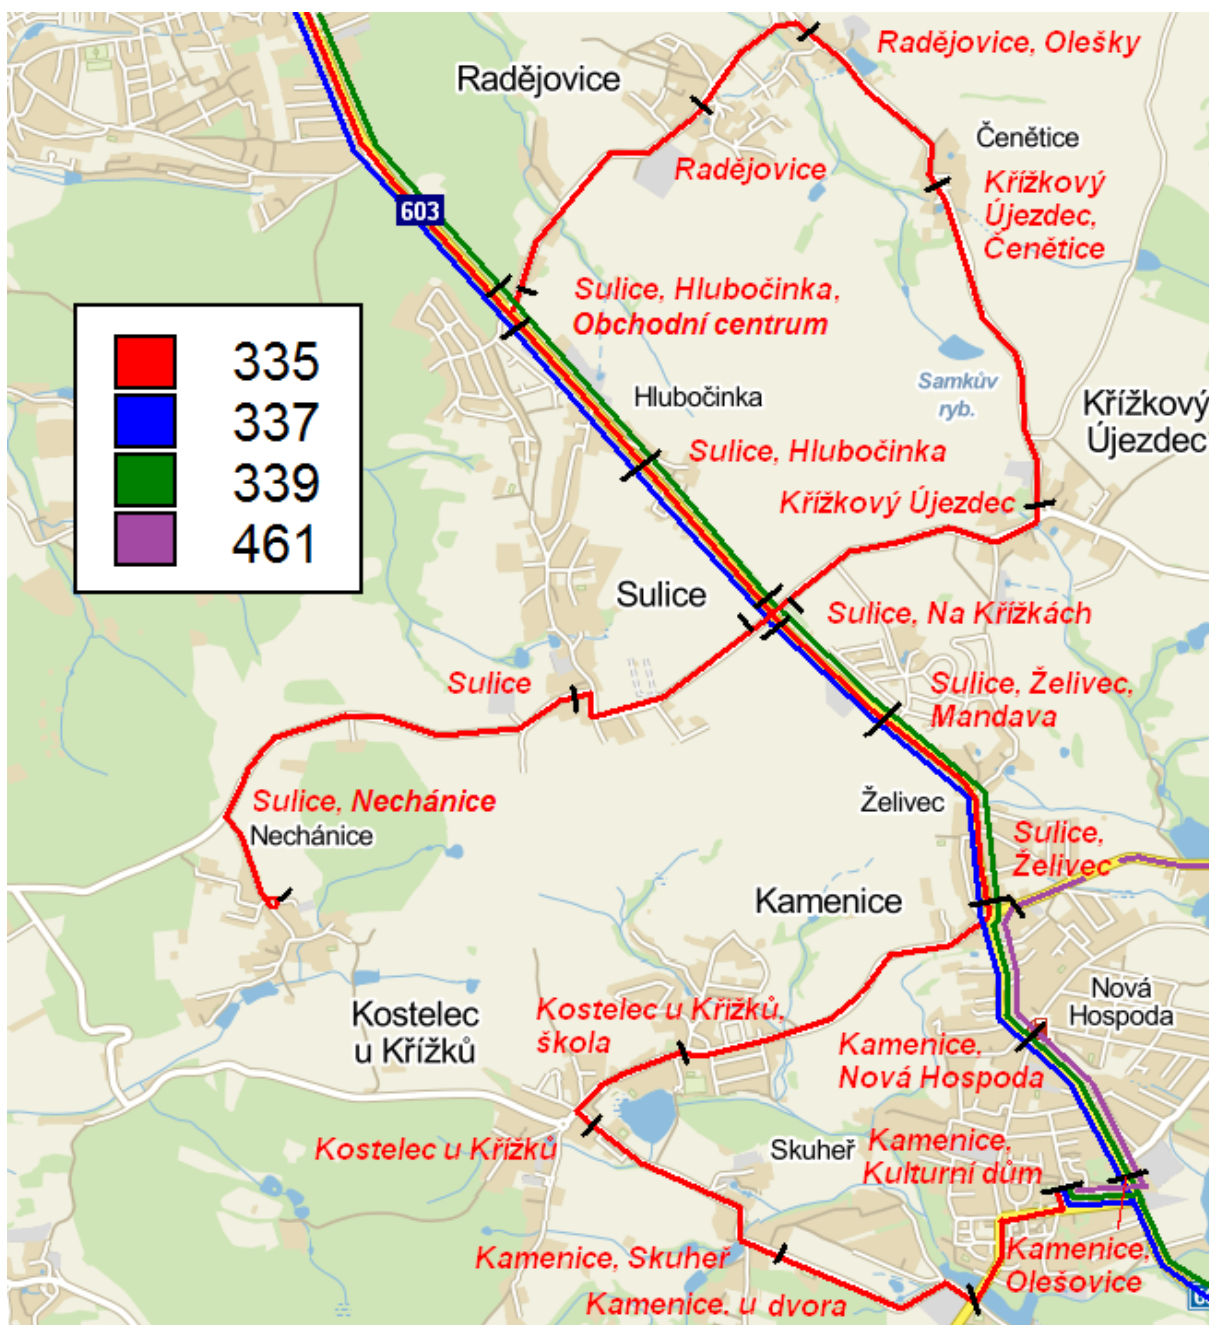 Radějovice, Olešky
Radějovice
Čenětice
Radějovice
Křížkový
Újezdec,
Čenětice
603
Sulice, Hlubočinka,
Obchodní centrum
335
337
339
461
Samkův
ryb.
Hlubočinka
Křížkový
Újezdec
Sulice, Hlubočinka
Křížkový Újezdec
Sulice
Sulice, Na Křížkách
Sulice
Sulice, Želivec,
Mandava
Sulice, Nechánice
Nechánice
Želivec
Sulice,
Želivec
Kamenice
Nová
Hospoda
Kostelec
u Křížků
Kostelec u Křížků,
škola
Kamenice,
Nová Hospoda
Kostelec u Křížků
Skuheř
Kamenice,
Kulturní dům
Kamenice, Skuheř
Kamenice,
Olešovice
Kamenice, u dvora